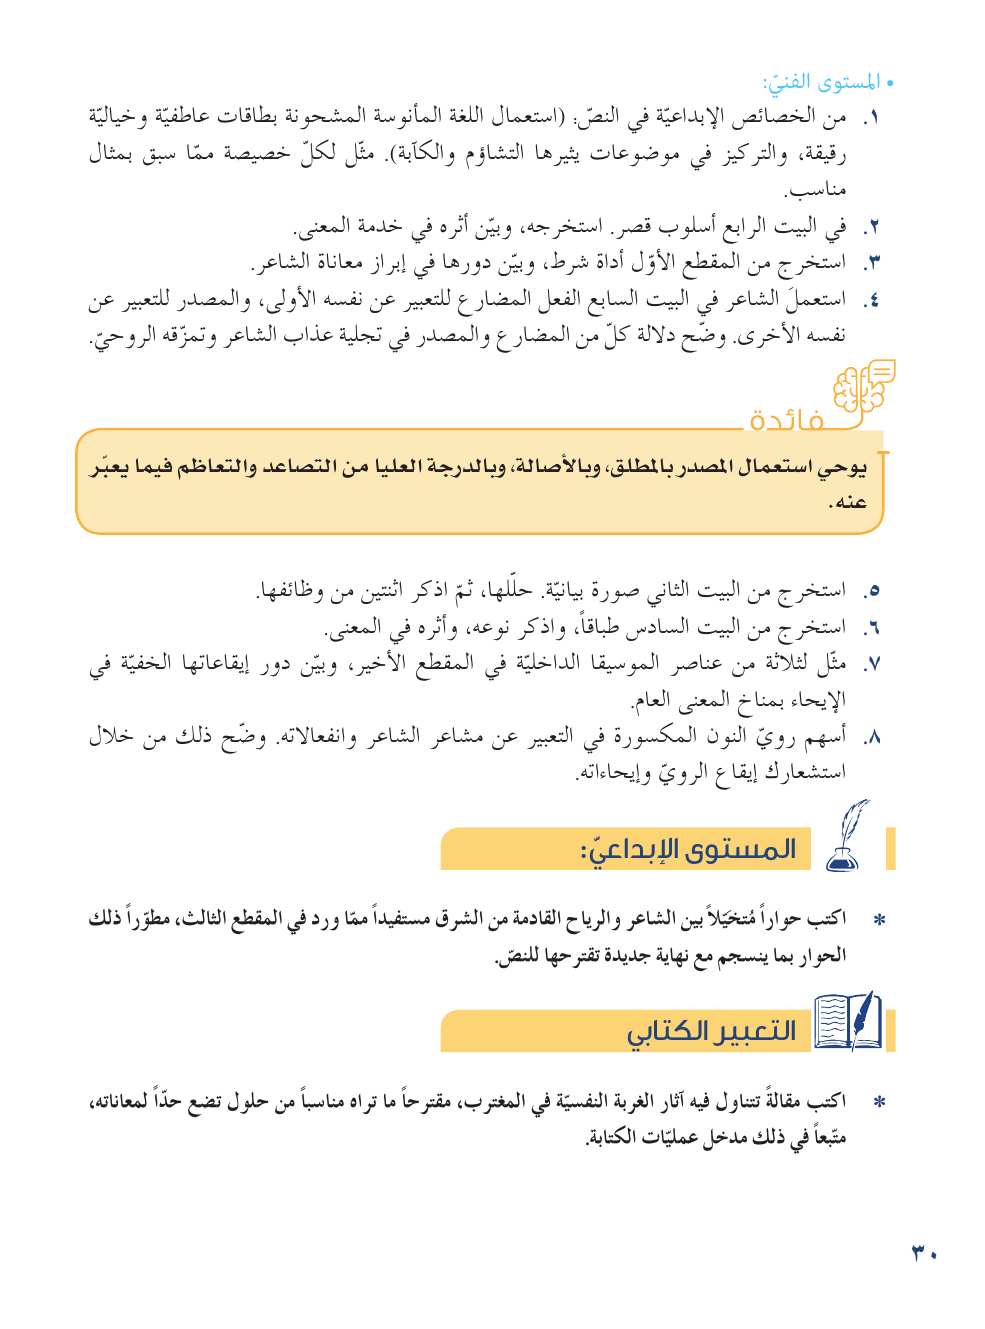 • المستوى الفنيّ:
١. من الخصائص الإبداعيّة في النصّ: (استعمال اللغة المأنوسة المشحونة بطاقات عاطفيّة وخياليّة
رقيقة، والتركيز في موضوعات يثيرها التشاؤم والكآبة). مثّل لكلّ خصيصة ممّا سبق بمثال
مناسب.
٢. في البيت الرابع أسلوب قصر. استخرجه، وبيّن أثره في خدمة المعنى.
٣. استخرج من المقطع الأوّل أداة شرط، وبيّن دورها في إبراز معاناة الشاعر.
٤. استعملَ الشاعر في البيت السابع الفعل المضارع للتعبير عن نفسه الأولى، والمصدر للتعبير عن
نفسه الأخرى. وضّح دلالة كلّ من المضارع والمصدر في تجلية عذاب الشاعر وتمزّقه الروحيّ.
فائدة
يوحي استعمال المصدر بالمطلق، وبالأصالة، وبالدرجة العليا من التصاعد والتعاظم فيما يعبّر
عنه.
٥. استخرج من البيت الثاني صورة بيانيّة. حلّلها، ثمّ اذكر اثنتين من وظائفها.
٦. استخرج من البيت السادس طباقاً، واذكر نوعه، وأثره في المعنى.
٧. مثّل لثلاثة من عناصر الموسيقا الداخليّة في المقطع الأخير، وبيّن دور إيقاعاتها الخفيّة في
الإيحاء بمناخ المعنى العام.
٨. أسهم رويّ النون المكسورة في التعبير عن مشاعر الشاعر وانفعالاته. وضّح ذلك من خلال
استشعارك إيقاع الرويّ وإيحاءاته.
المستوى الإبداعيّ:
* اكتب حواراً مُتخيّلاً بين الشاعر والرياح القادمة من الشرق مستفيداً ممّا ورد في المقطع الثالث، مطوّراً ذلك
الحوار بما ينسجم مع نهاية جديدة تقترحها للنصّ.
التعبير الكتابي
* اكتب مقالةً تتناول فيه آثار الغربة النفسيّة في المغترب، مقترحاً ما تراه مناسباً من حلول تضع حدّاً لمعاناته،
متّبعاً في ذلك مدخل عمليّات الكتابة.
٣٠